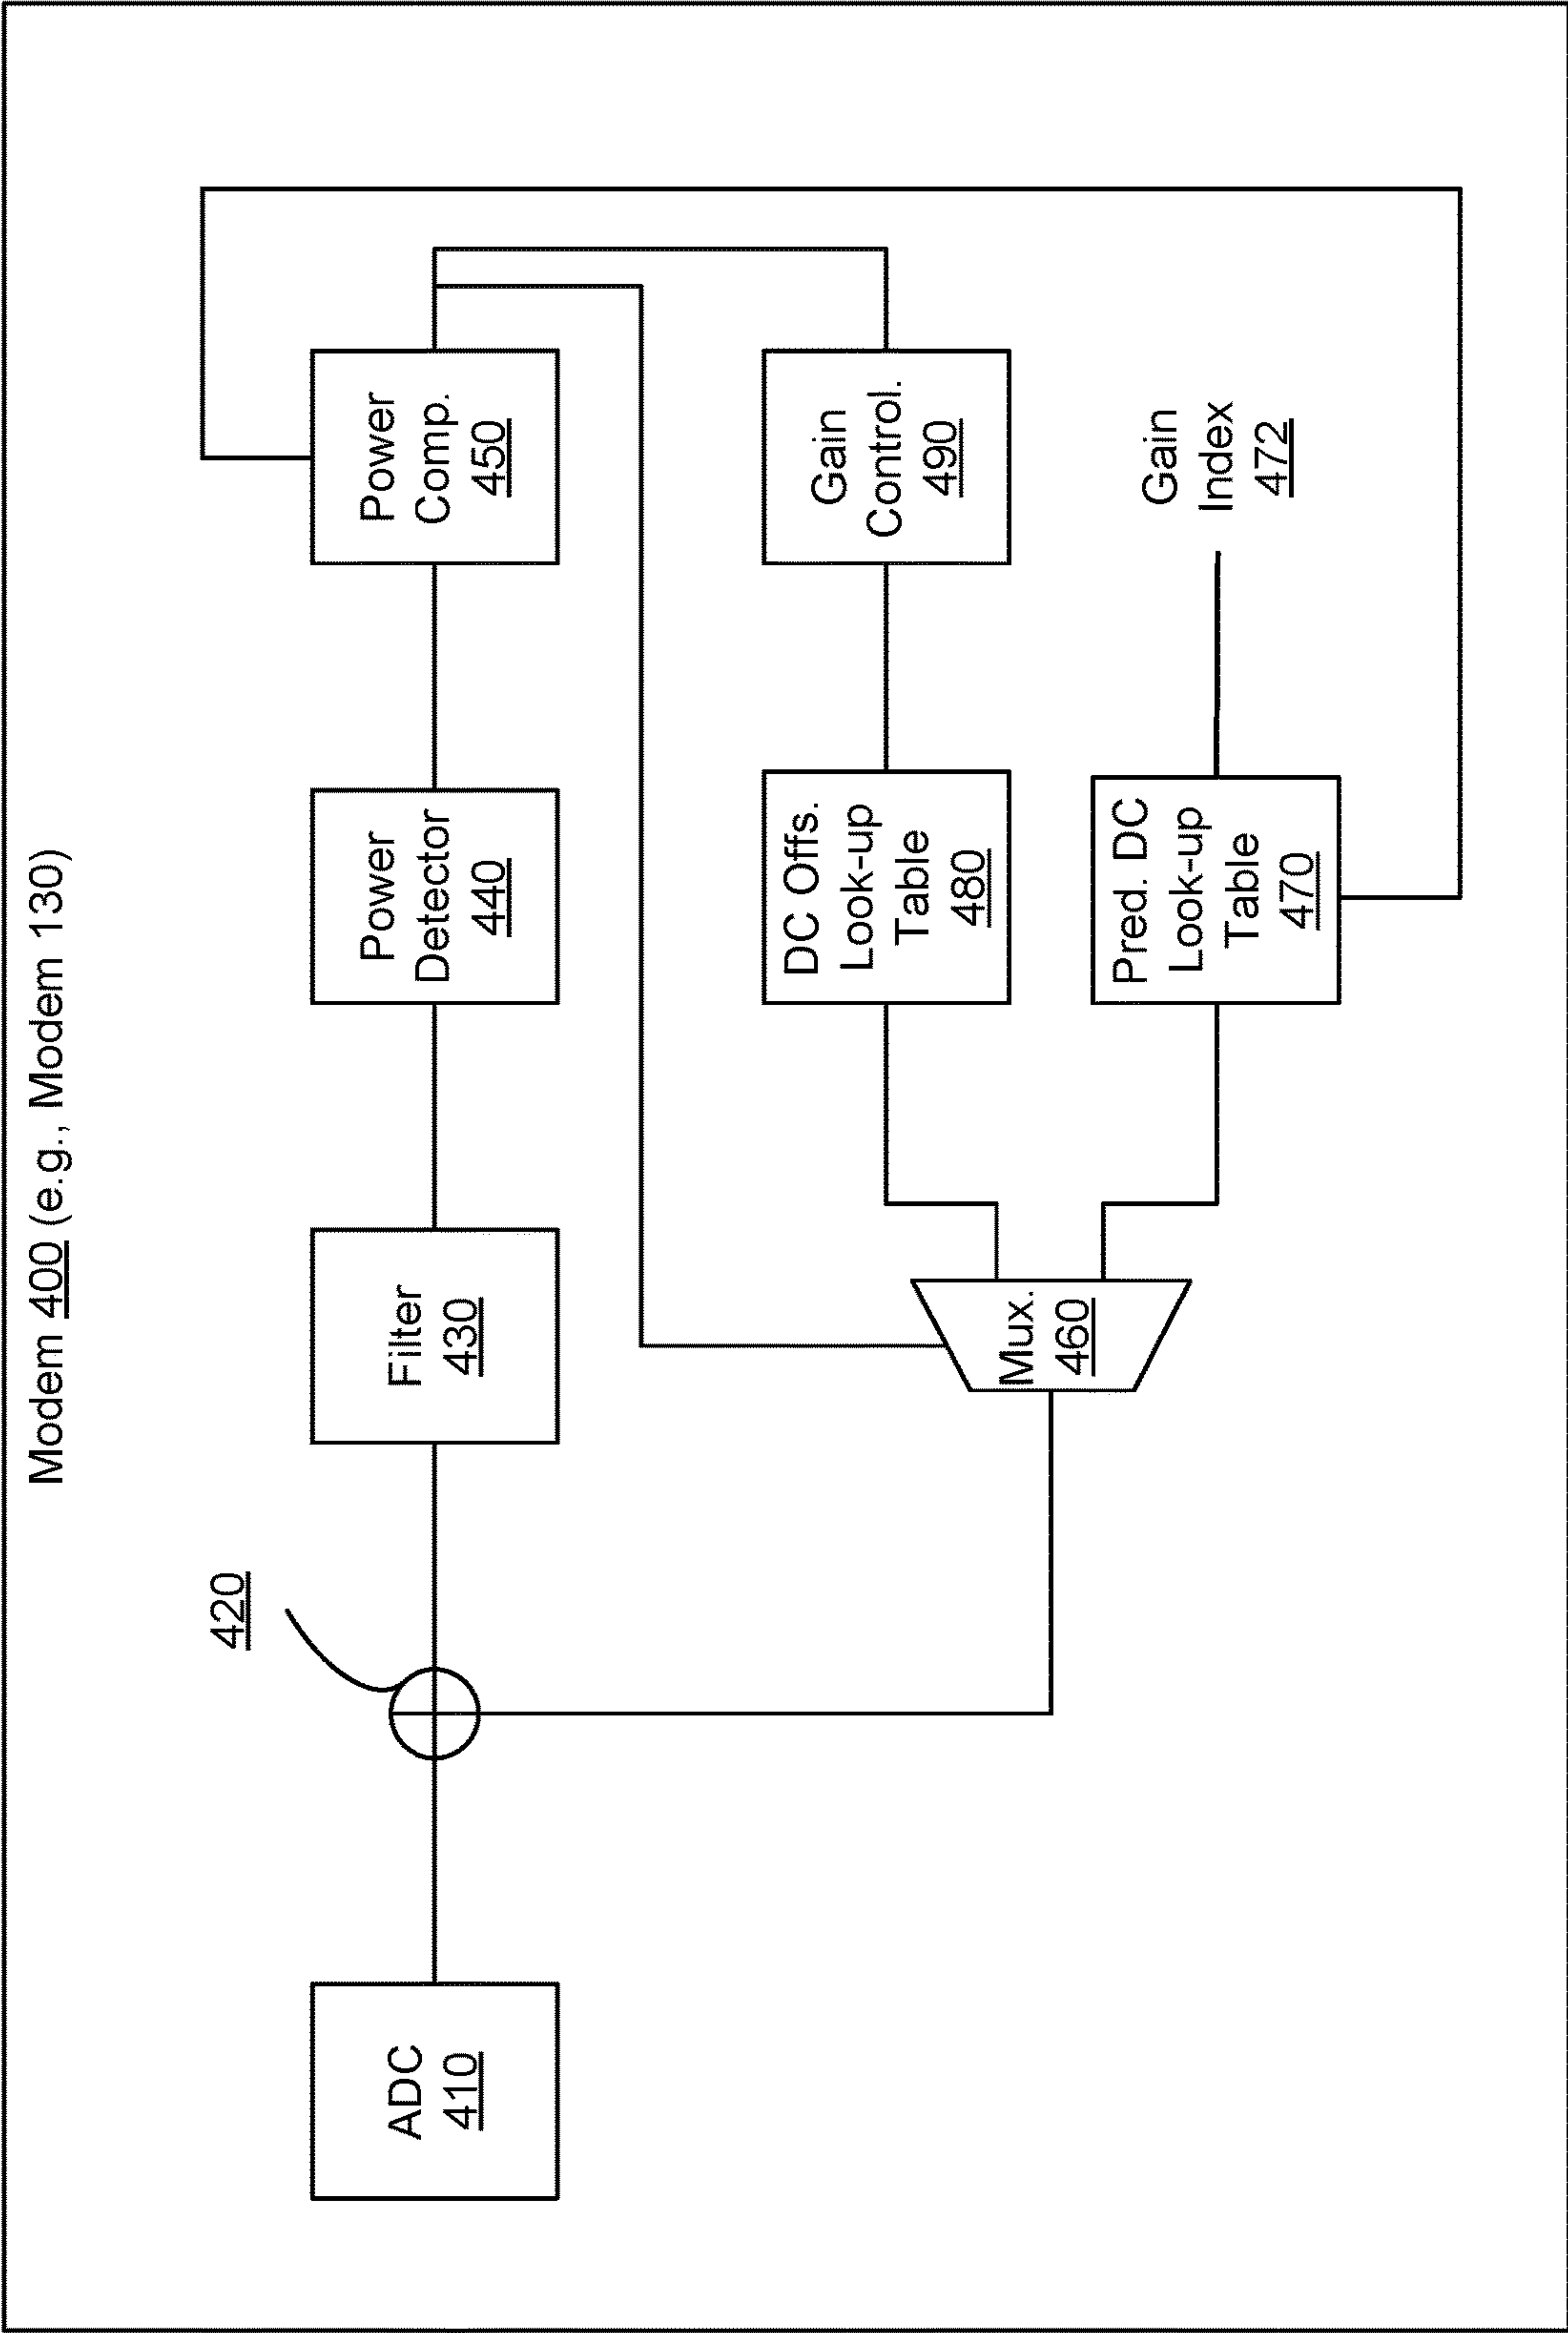 Modem 400 (e.g., Modem 130)
420
ADC
410
Filter
430
Power
Detector
440
Power
Comp.
450
Mux.
460
DC Offs.
Look-up
Table
480
Gain
Control.
490
Pred. DC
Look-up
Table
470
Gain
Index
472